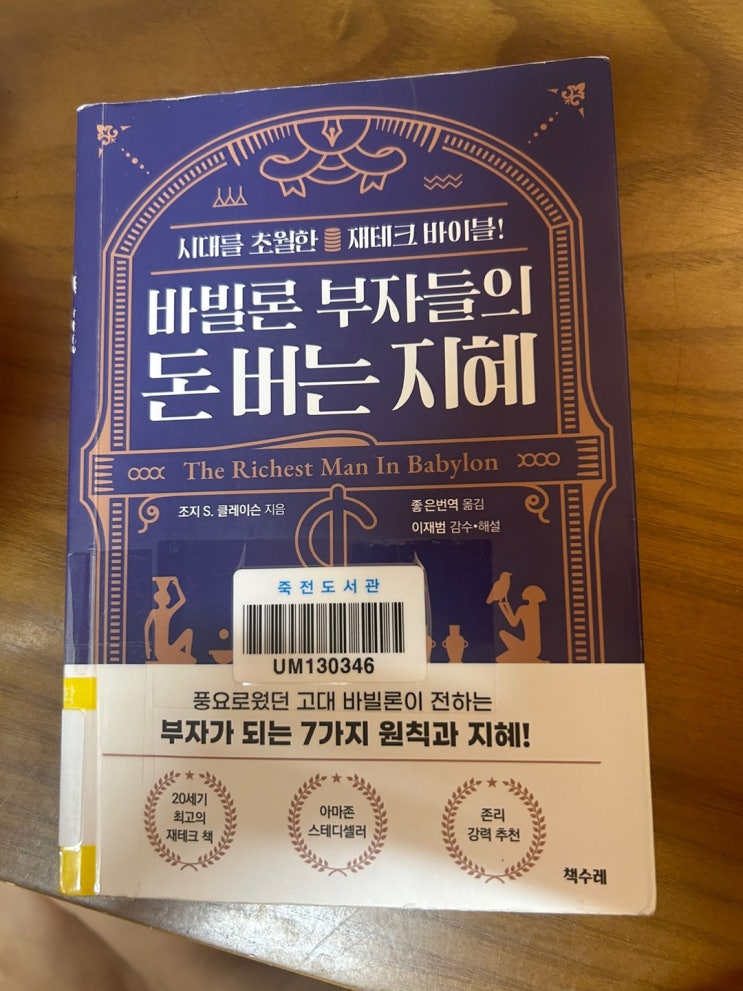 시대를 초월한 재테크 바이블!
바빌론 부자들의
돈 버는 지혜
The Richest Man In Babylon
조지 S. 클레이슨 지음
좋은번역 옮김
이재범 감수•해설
죽전도서관
UM130346
풍요로웠던 고대 바빌론이 전하는
부자가 되는 7가지 원칙과 지혜!
20세기
최고의
재테크 책
아마존
스테디셀러
존리
강력 추천
책수레